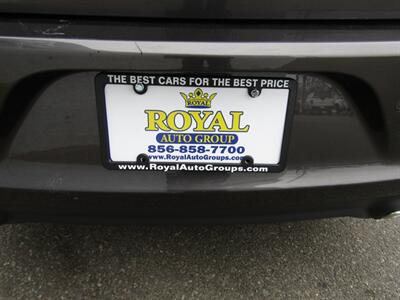 THE BEST CARS FOR THE BEST PRICE
ROYAL
AUTO GROUP
856-858-7700
www.RoyalAutoGroups.com
www.RoyalAutoGroups.com